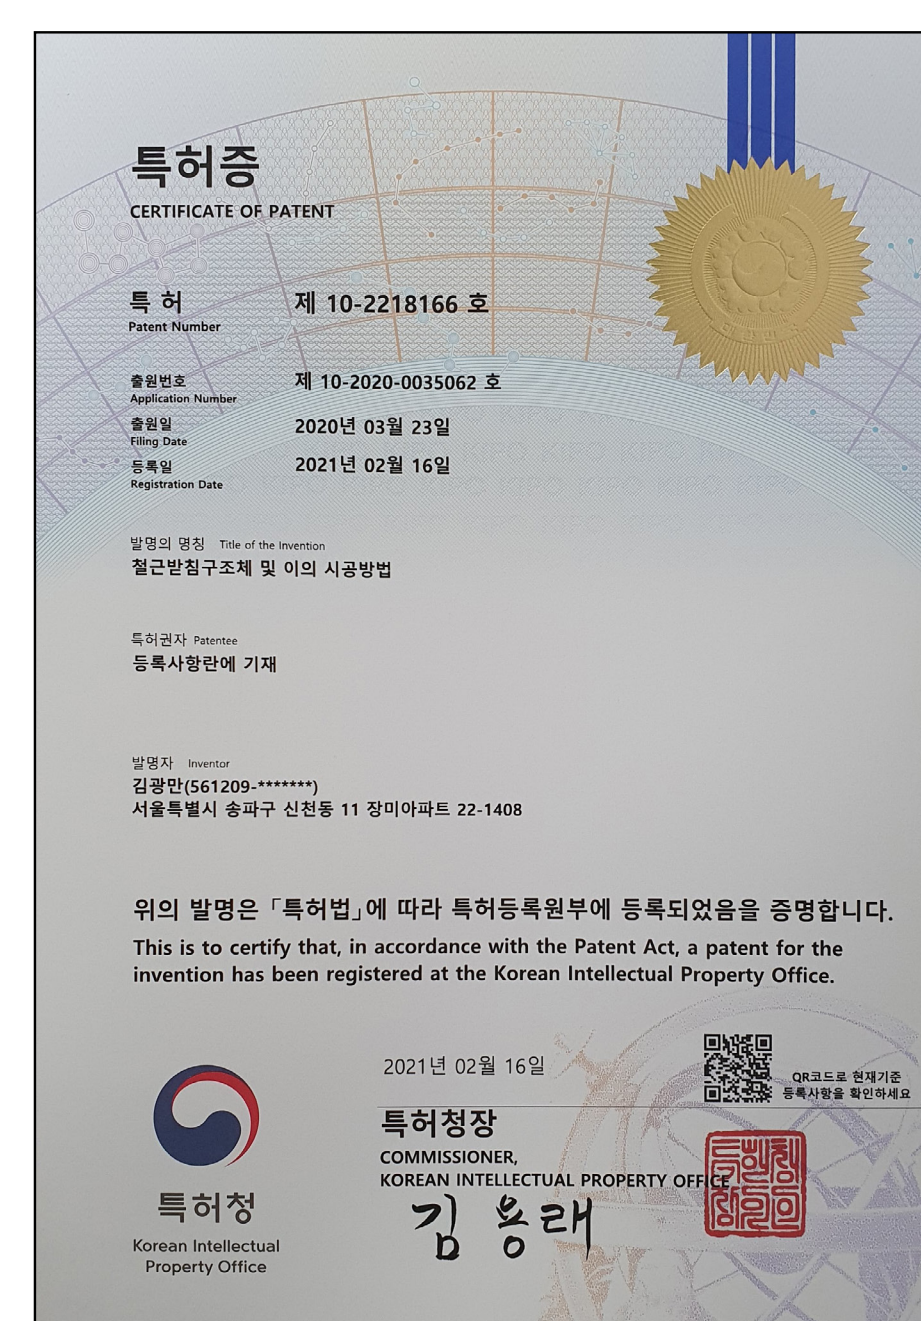 특허증
CERTIFICATE OF PATENT
특 허 제 10-2218166 호
Patent Number
출원번호 제 10-2020-0035062 호
Application Number
출원일 2020년 03월 23일
Filing Date
등록일 2021년 02월 16일
Registration Date
발명의 명칭 Title of the Invention
철근받침구조체 및 이의 시공방법
특허권자 Patentee
등록사항란에 기재
발명자 Inventor
김광만(561209-*******)
서울특별시 송파구 신천동 11 장미아파트 22-1408
위의 발명은 「특허법」에 따라 특허등록원부에 등록되었음을 증명합니다.
This is to certify that, in accordance with the Patent Act, a patent for the
invention has been registered at the Korean Intellectual Property Office.
2021년 02월 16일
QR코드로 현재기준
등록사항을 확인하세요
특허청장
COMMISSIONER,
KOREAN INTELLECTUAL PROPERTY OFFICE
김용래
특허청
Korean Intellectual
Property Office